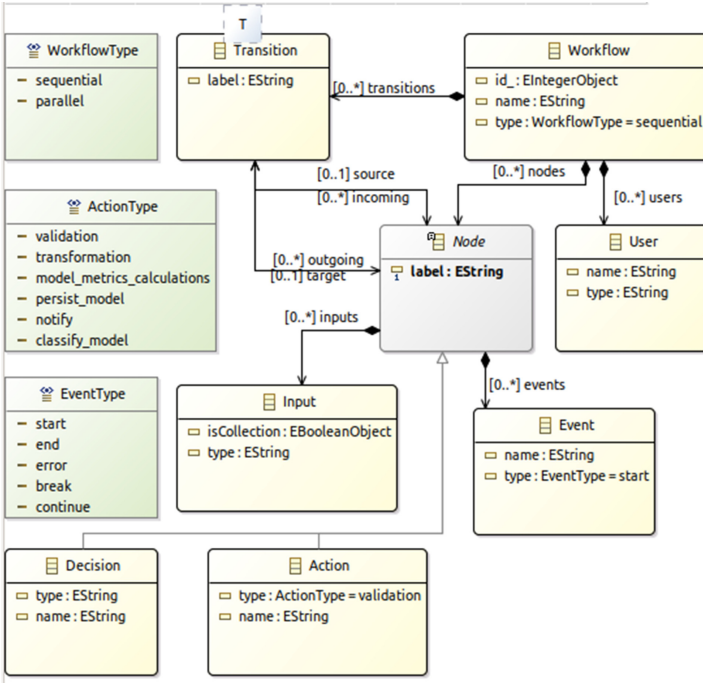 T
WorkflowType
sequential
parallel
Transition
label : EString
[0..*] transitions
Workflow
id_ : EIntegerObject
name : EString
type : WorkflowType = sequential
[0..1] source
[0..*] incoming
[0..*] nodes
[0..*] users
ActionType
validation
transformation
model_metrics_calculations
persist_model
notify
classify_model
[0..*] outgoing
[0..1] target
Node
label : EString
1
User
name : EString
type : EString
[0..*] inputs
[0..*] events
EventType
start
end
error
break
continue
Input
isCollection : EBooleanObject
type : EString
Event
name : EString
type : EventType = start
Decision
type : EString
name : EString
Action
type : ActionType = validation
name : EString